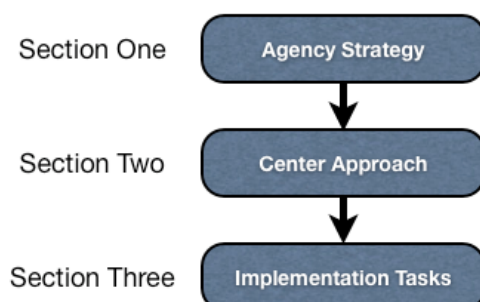 Section One
Agency Strategy
Section Two
Center Approach
Section Three
Implementation Tasks